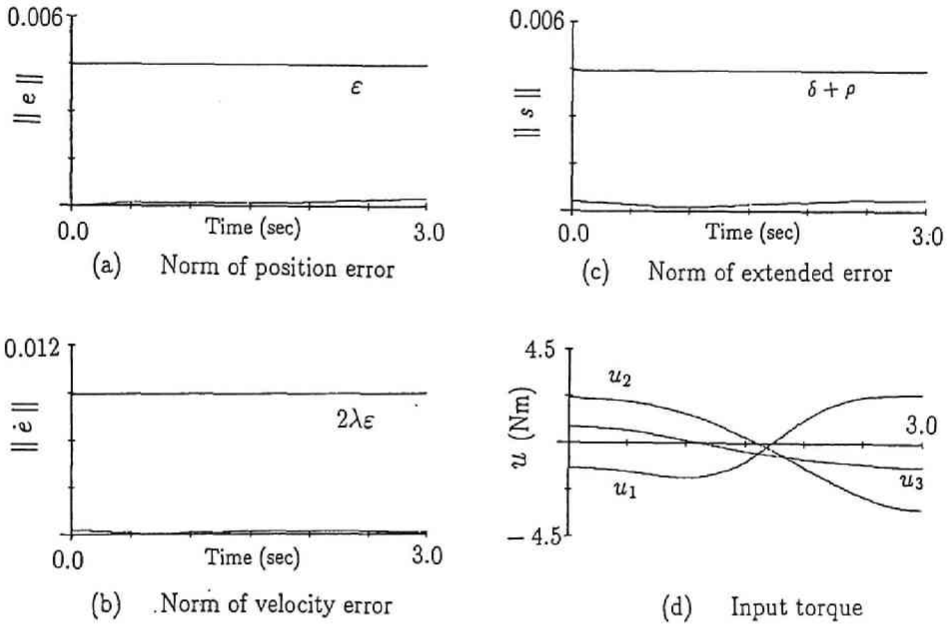 0.006
‖ e ‖
ε
0.0
Time (sec)
3.0
(a) Norm of position error
0.006
‖ s ‖
δ + ρ
0.0
Time (sec)
3.0
(c) Norm of extended error
0.012
‖ ė ‖
2λε
0.0
Time (sec)
3.0
(b) Norm of velocity error
4.5
u (Nm)
u₂
3.0
u₁
u₃
− 4.5
(d) Input torque